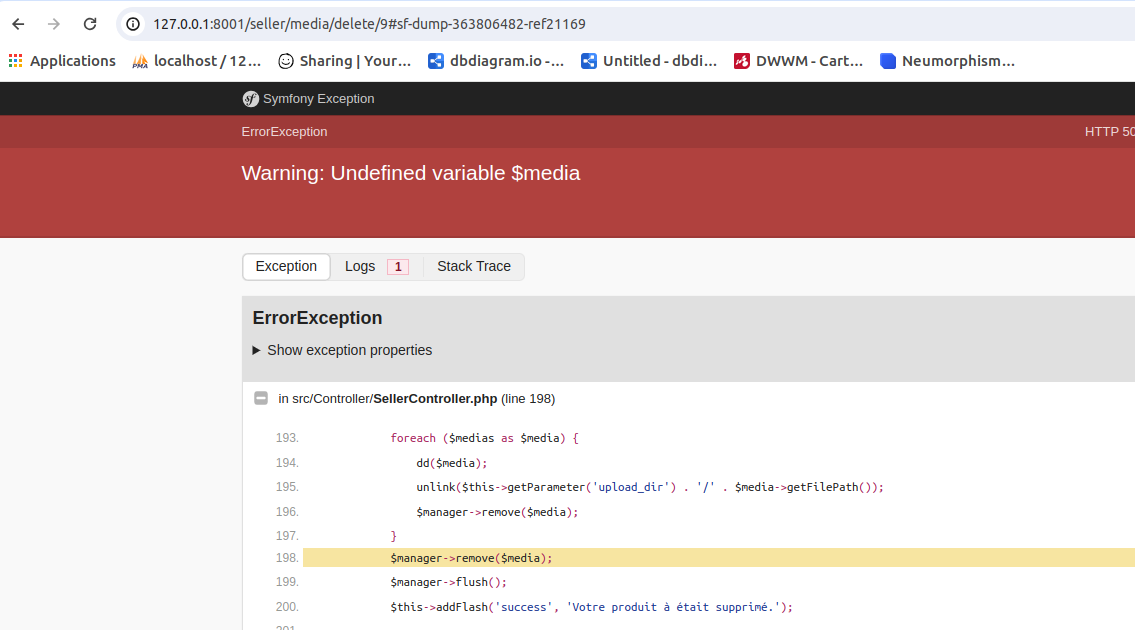 127.0.0.1:8001/seller/media/delete/9#sf-dump-363806482-ref21169
Applications localhost / 12... Sharing | Your... dbdiagram.io -... Untitled - dbdi... DWWM - Cart... Neumorphism...
Symfony Exception
ErrorException HTTP 50
Warning: Undefined variable $media
Exception Logs 1 Stack Trace
ErrorException
Show exception properties
in src/Controller/SellerController.php (line 198)
193. foreach ($medias as $media) {
194. dd($media);
195. unlink($this->getParameter('upload_dir') . '/' . $media->getFilePath());
196. $manager->remove($media);
197. }
198. $manager->remove($media);
199. $manager->flush();
200. $this->addFlash('success', 'Votre produit à était supprimé.');
201.